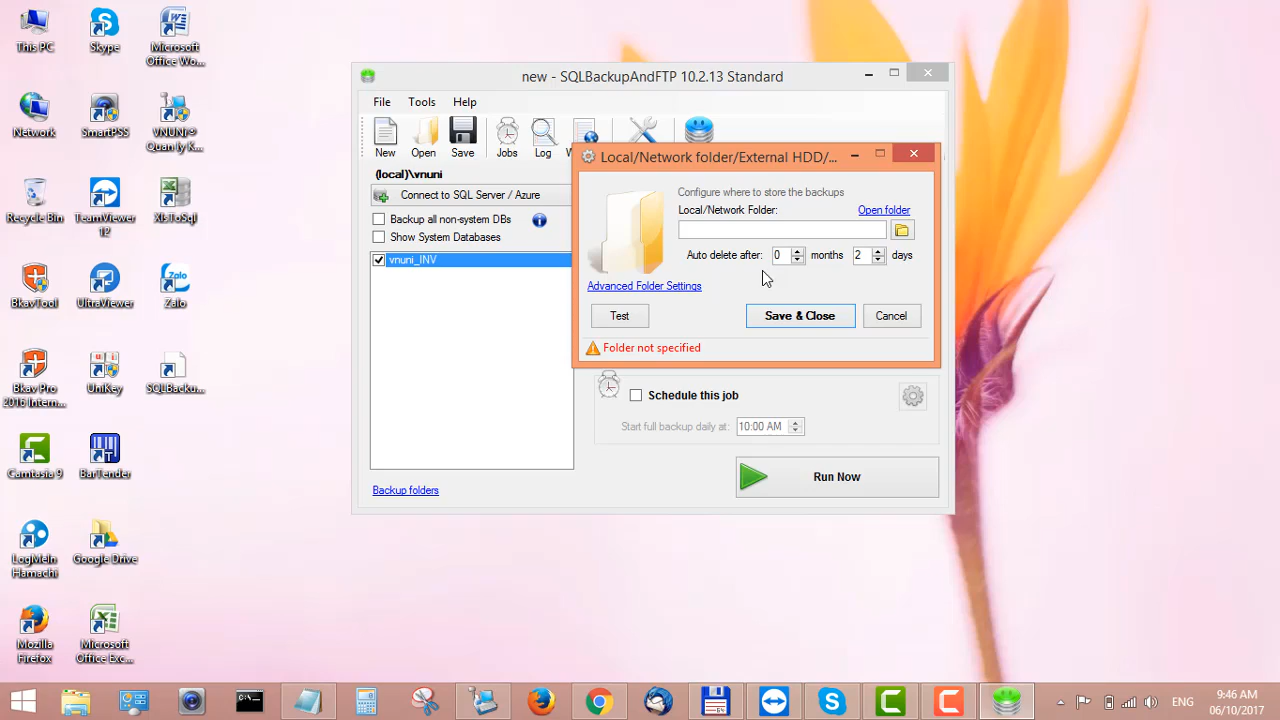 This PC
Skype
Microsoft
Office Wo...
Network
SmartPSS
VNUNi®
Quan ly K...
Recycle Bin
TeamViewer
12
XlsToSql
BkavTool
UltraViewer
Zalo
Bkav Pro
2016 Intern...
UniKey
SQLBacku...
Camtasia 9
BarTender
LogMeIn
Hamachi
Google Drive
Mozilla
Firefox
Microsoft
Office Exc...
new - SQLBackupAndFTP 10.2.13 Standard
File Tools Help
New Open Save Jobs Log
(local)\vnuni
Connect to SQL Server / Azure
Backup all non-system DBs
Show System Databases
vnuni_INV
Backup folders
Local/Network folder/External HDD/...
Configure where to store the backups
Local/Network Folder: Open folder
Auto delete after: 0 months 2 days
Advanced Folder Settings
Test Save & Close Cancel
Folder not specified
Schedule this job
Start full backup daily at: 10:00 AM
Run Now
ENG
9:46 AM
06/10/2017